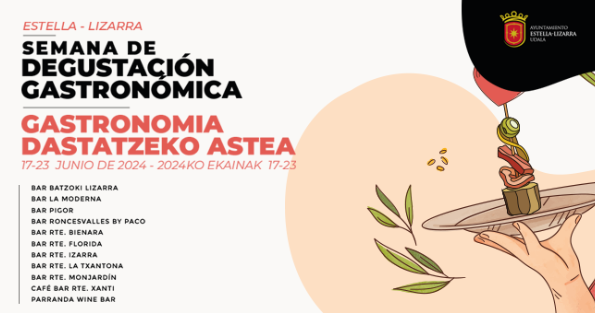 ESTELLA - LIZARRA
SEMANA DE
DEGUSTACIÓN
GASTRONÓMICA
GASTRONOMIA
DASTATZEKO ASTEA
17-23 JUNIO DE 2024 - 2024KO EKAINAK 17-23
BAR BATZOKI LIZARRA
BAR LA MODERNA
BAR PIGOR
BAR RONCESVALLES BY PACO
BAR RTE. BIENARA
BAR RTE. FLORIDA
BAR RTE. IZARRA
BAR RTE. LA TXANTONA
BAR RTE. MONJARDÍN
CAFÉ BAR RTE. XANTI
PARRANDA WINE BAR
AYUNTAMIENTO
ESTELLA-LIZARRA
UDALA